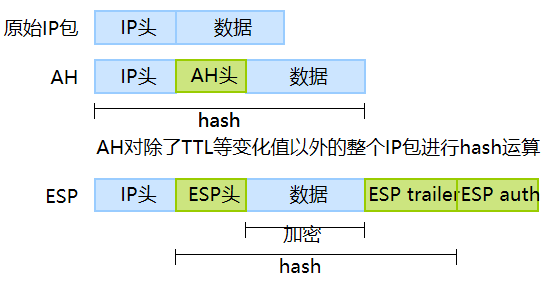 原始IP包 IP头 数据
AH IP头 AH头 数据
hash
AH对除了TTL等变化值以外的整个IP包进行hash运算
ESP IP头 ESP头 数据 ESP trailer ESP auth
加密
hash